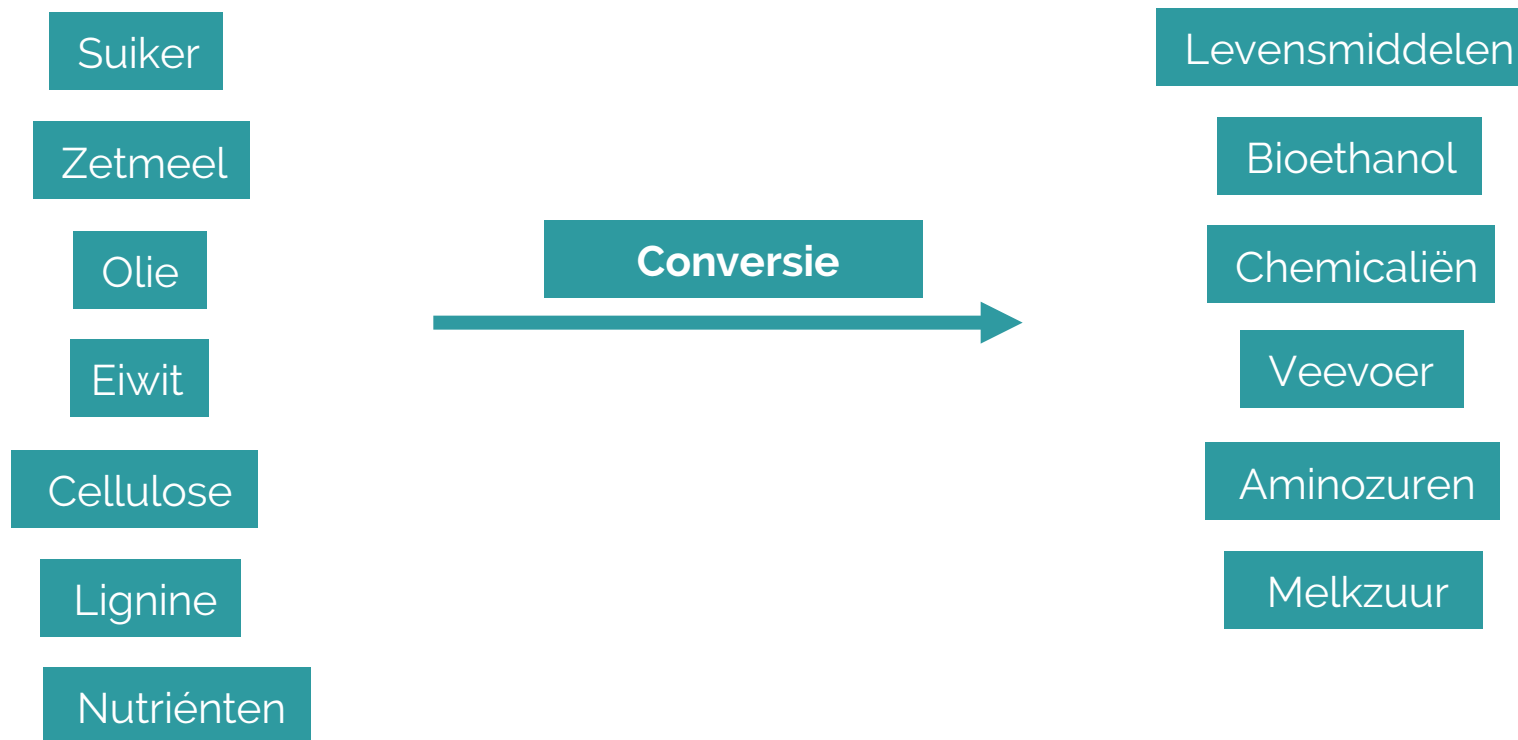 Suiker
Zetmeel
Olie
Eiwit
Cellulose
Lignine
Nutriénten
Conversie
Levensmiddelen
Bioethanol
Chemicaliën
Veevoer
Aminozuren
Melkzuur